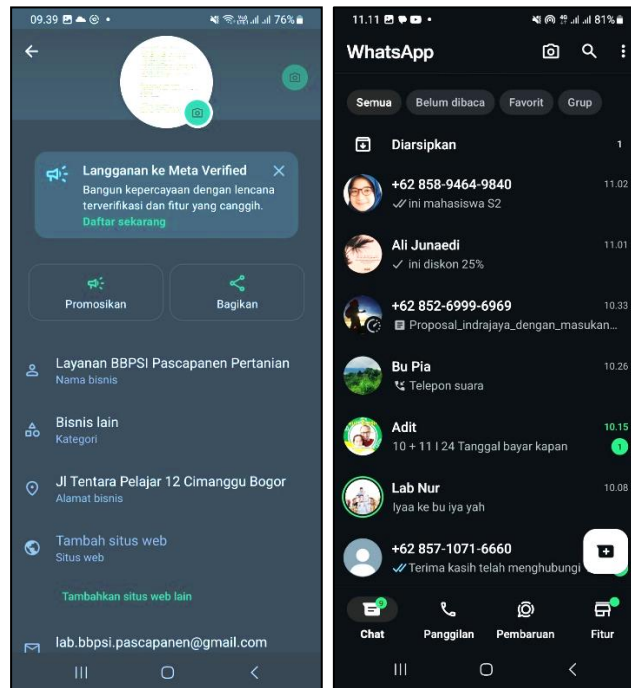 09.39
76%
Langganan ke Meta Verified
Bangun kepercayaan dengan lencana
terverifikasi dan fitur yang canggih.
Daftar sekarang
Promosikan
Bagikan
Layanan BBPSI Pascapanen Pertanian
Nama bisnis
Bisnis lain
Kategori
Jl Tentara Pelajar 12 Cimanggu Bogor
Alamat bisnis
Tambah situs web
Situs web
Tambahkan situs web lain
lab.bbpsi.pascapanen@gmail.com
11.11
81%
WhatsApp
Semua
Belum dibaca
Favorit
Grup
Diarsipkan
1
+62 858-9464-9840
11.02
ini mahasiswa S2
Ali Junaedi
11.01
ini diskon 25%
+62 852-6999-6969
10.33
Proposal_indrajaya_dengan_masukan...
Bu Pia
10.26
Telepon suara
Adit
10.15
10 + 11 I 24 Tanggal bayar kapan
1
Lab Nur
10.08
Iyaa ke bu iya yah
+62 857-1071-6660
Terima kasih telah menghubungi
9
Chat
Panggilan
Pembaruan
Fitur